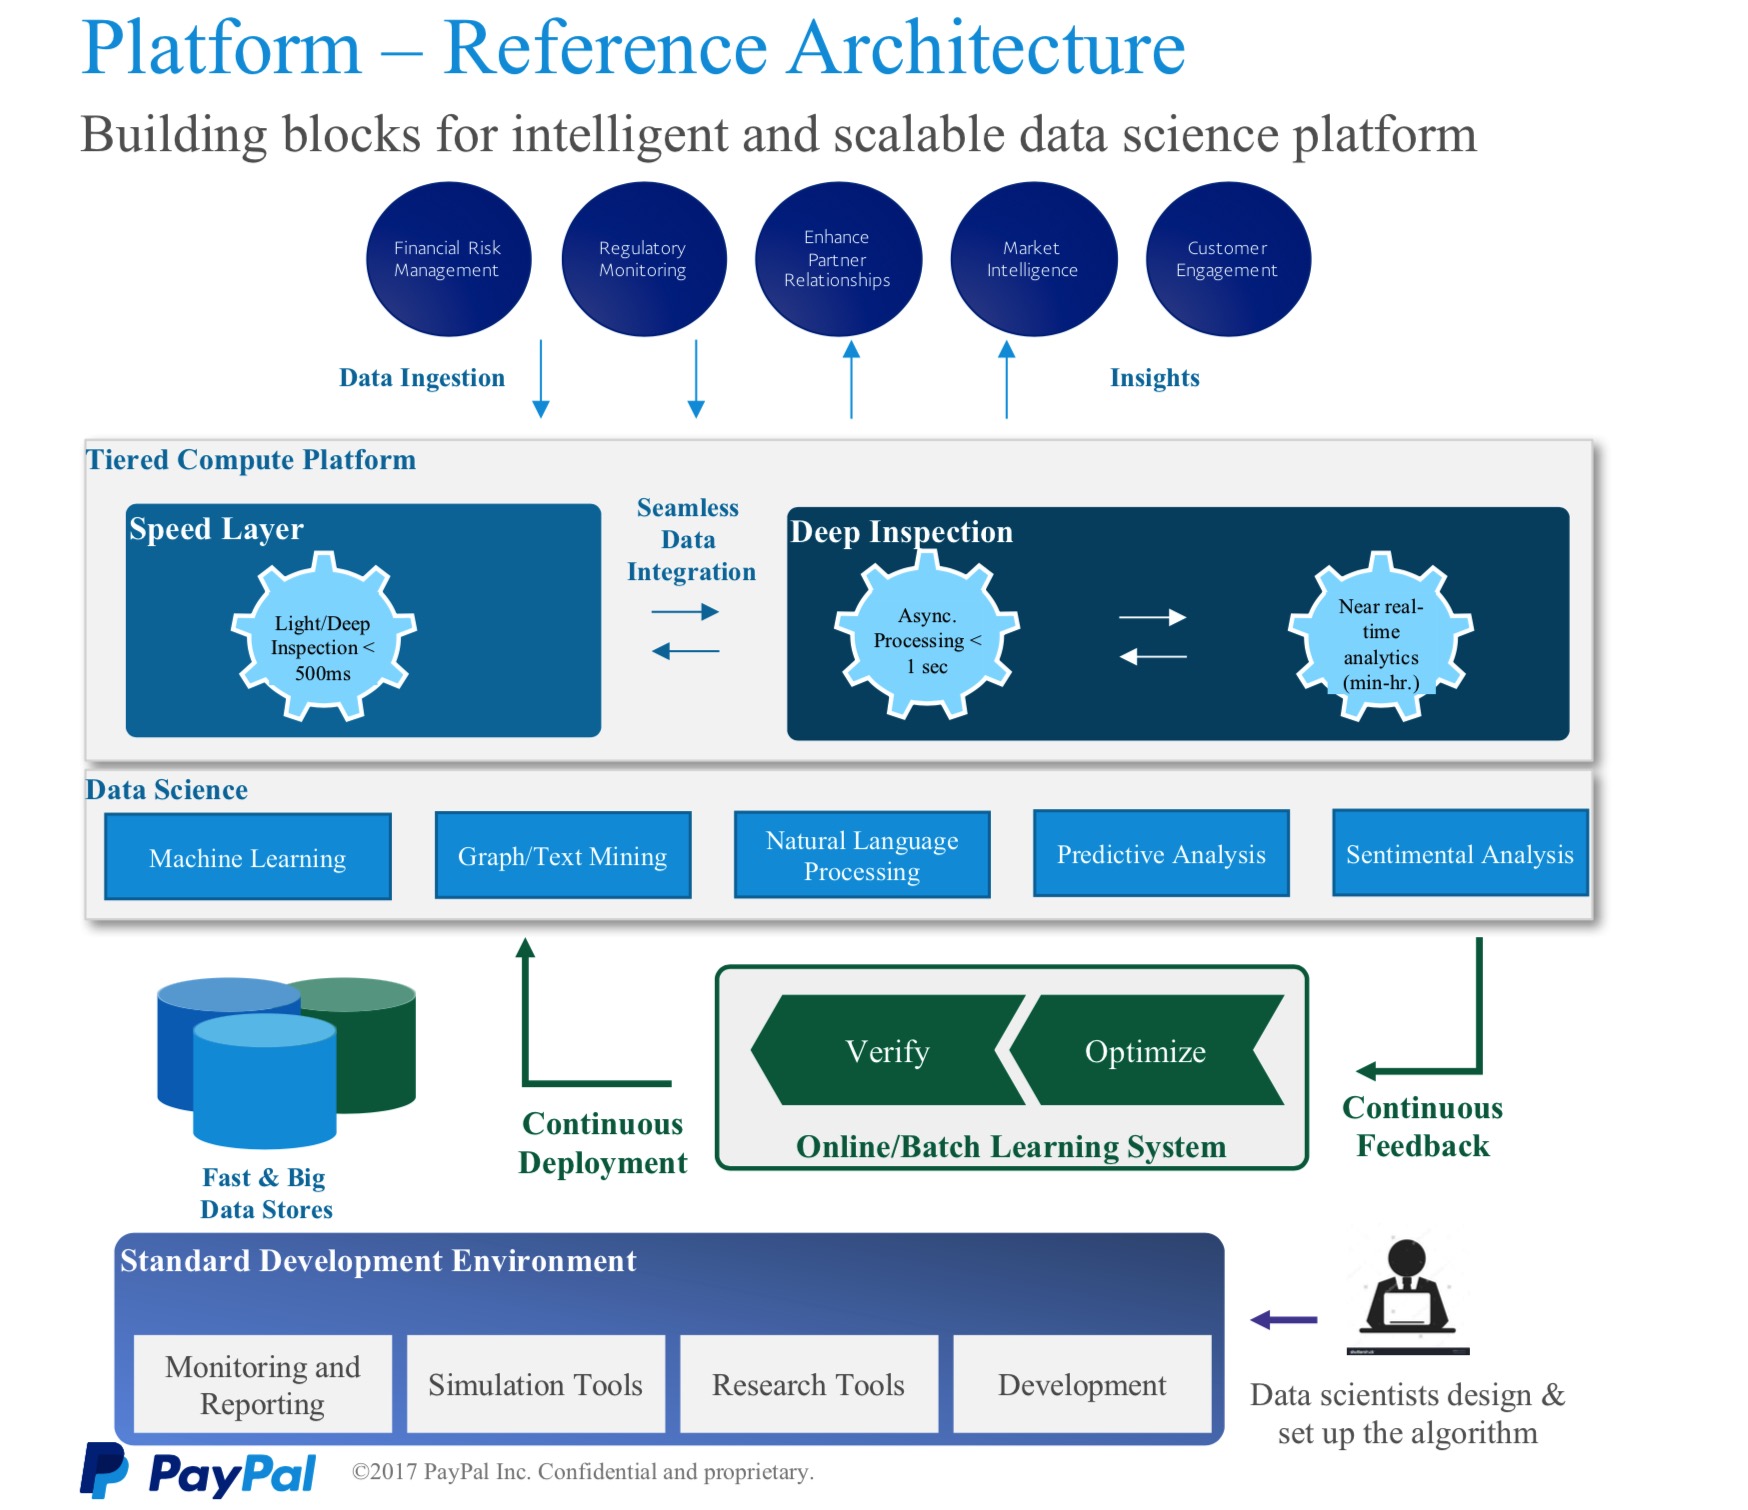 Platform – Reference Architecture
Building blocks for intelligent and scalable data science platform
Financial Risk
Management
Regulatory
Monitoring
Enhance
Partner
Relationships
Market
Intelligence
Customer
Engagement
Data Ingestion
Insights
Tiered Compute Platform
Speed Layer
Light/Deep
Inspection <
500ms
Seamless
Data
Integration
Deep Inspection
Async.
Processing <
1 sec
Near real-
time
analytics
(min-hr.)
Data Science
Machine Learning
Graph/Text Mining
Natural Language
Processing
Predictive Analysis
Sentimental Analysis
Fast & Big
Data Stores
Continuous
Deployment
Verify
Optimize
Online/Batch Learning System
Continuous
Feedback
Standard Development Environment
Monitoring and
Reporting
Simulation Tools
Research Tools
Development
Data scientists design &
set up the algorithm
PayPal
©2017 PayPal Inc. Confidential and proprietary.